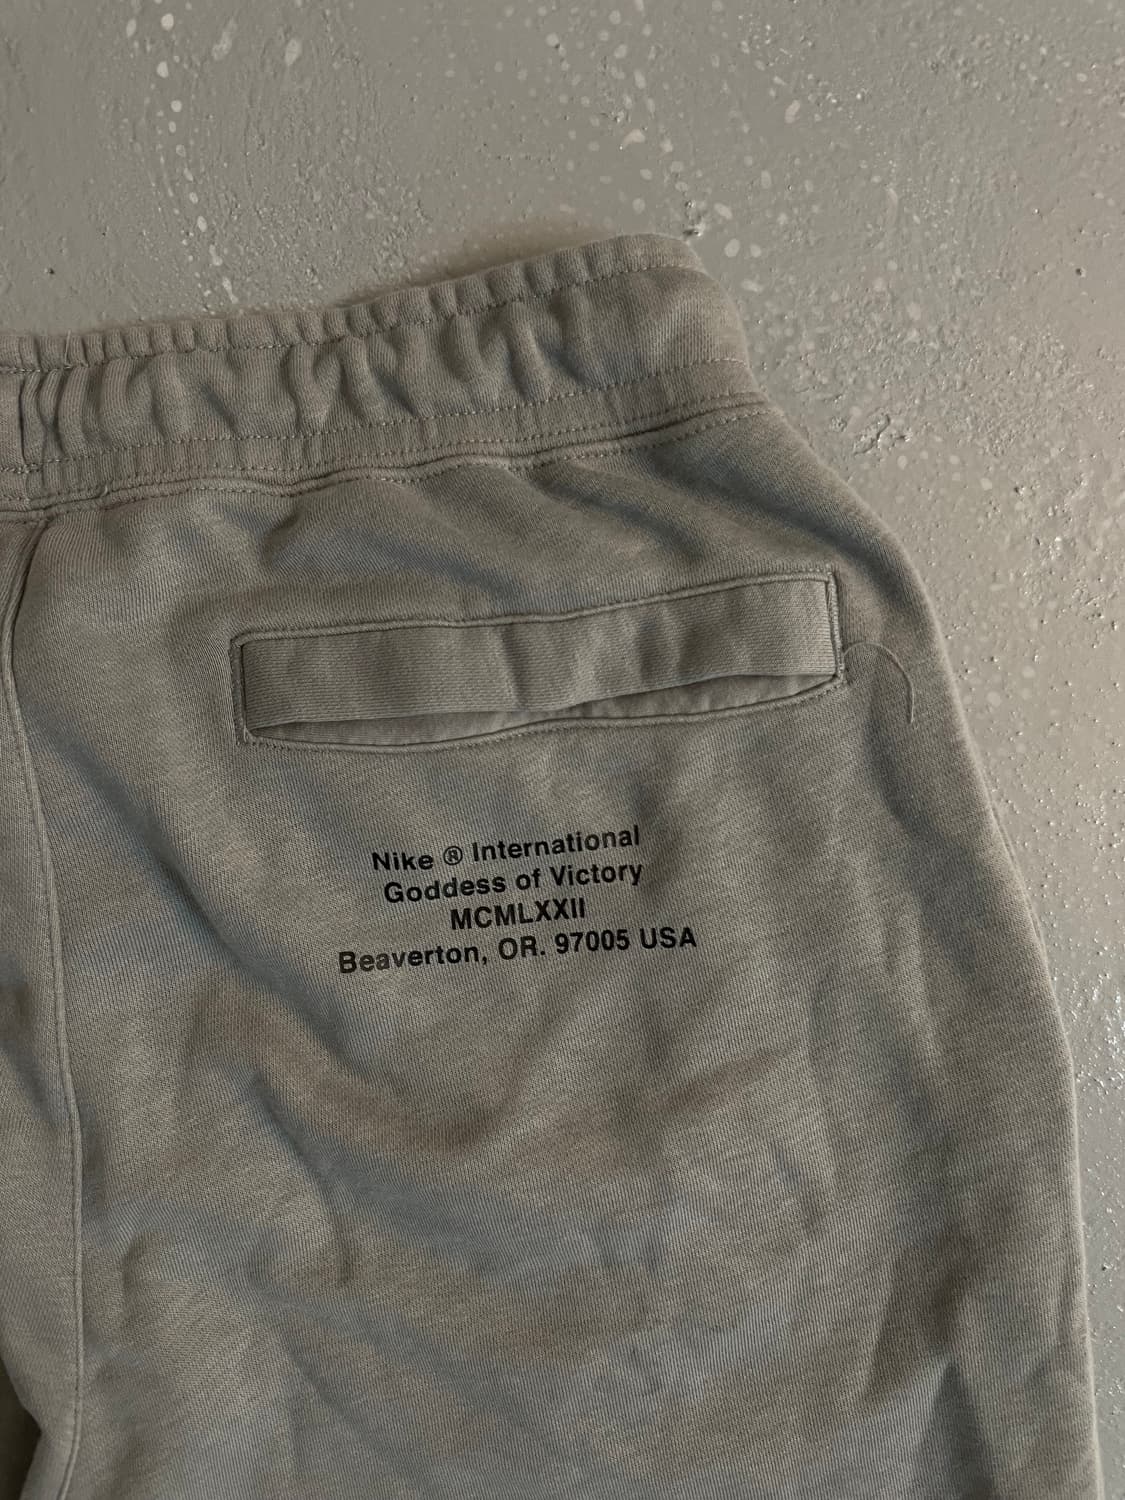 Nike ® International
Goddess of Victory
MCMLXXII
Beaverton, OR. 97005 USA